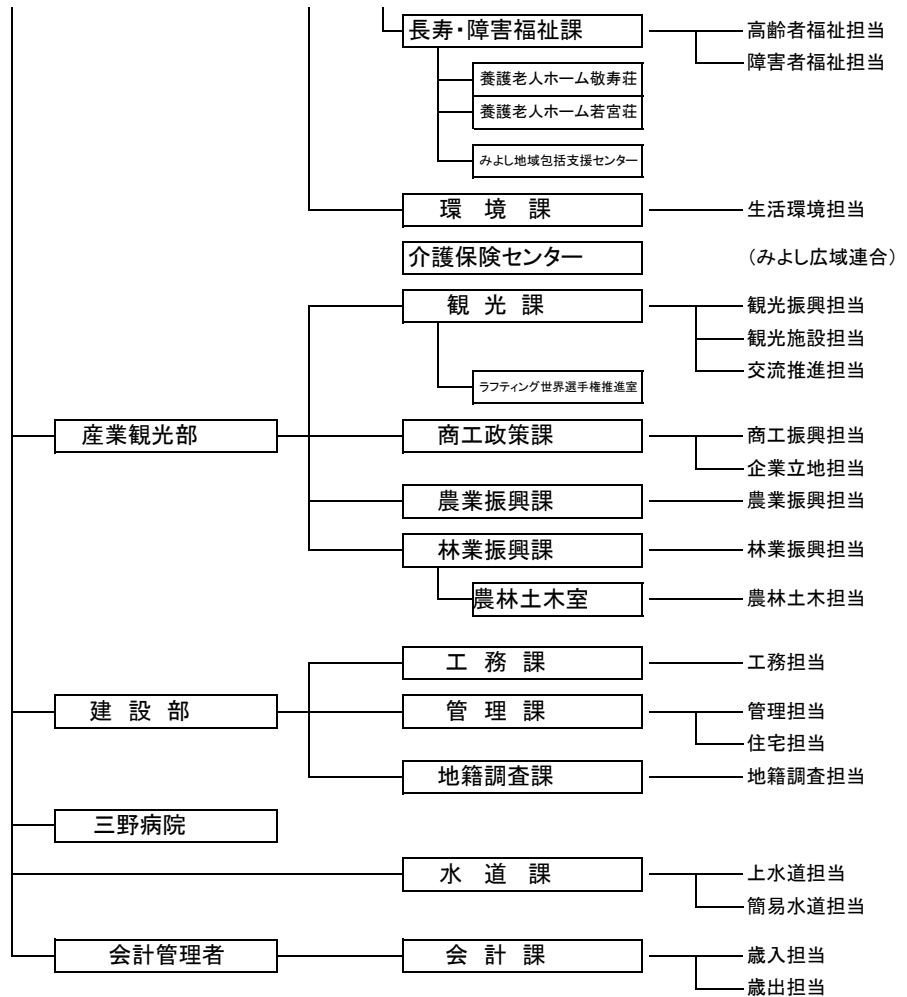 長寿・障害福祉課 高齢者福祉担当
障害者福祉担当
養護老人ホーム敬寿荘
養護老人ホーム若宮荘
みよし地域包括支援センター
環 境 課 生活環境担当
介護保険センター （みよし広域連合）
観 光 課 観光振興担当
観光施設担当
交流推進担当
ラフティング世界選手権推進室
産業観光部 商工政策課 商工振興担当
企業立地担当
農業振興課 農業振興担当
林業振興課 林業振興担当
農林土木室 農林土木担当
工 務 課 工務担当
建 設 部 管 理 課 管理担当
住宅担当
地籍調査課 地籍調査担当
三野病院
水 道 課 上水道担当
簡易水道担当
会計管理者 会 計 課 歳入担当
歳出担当